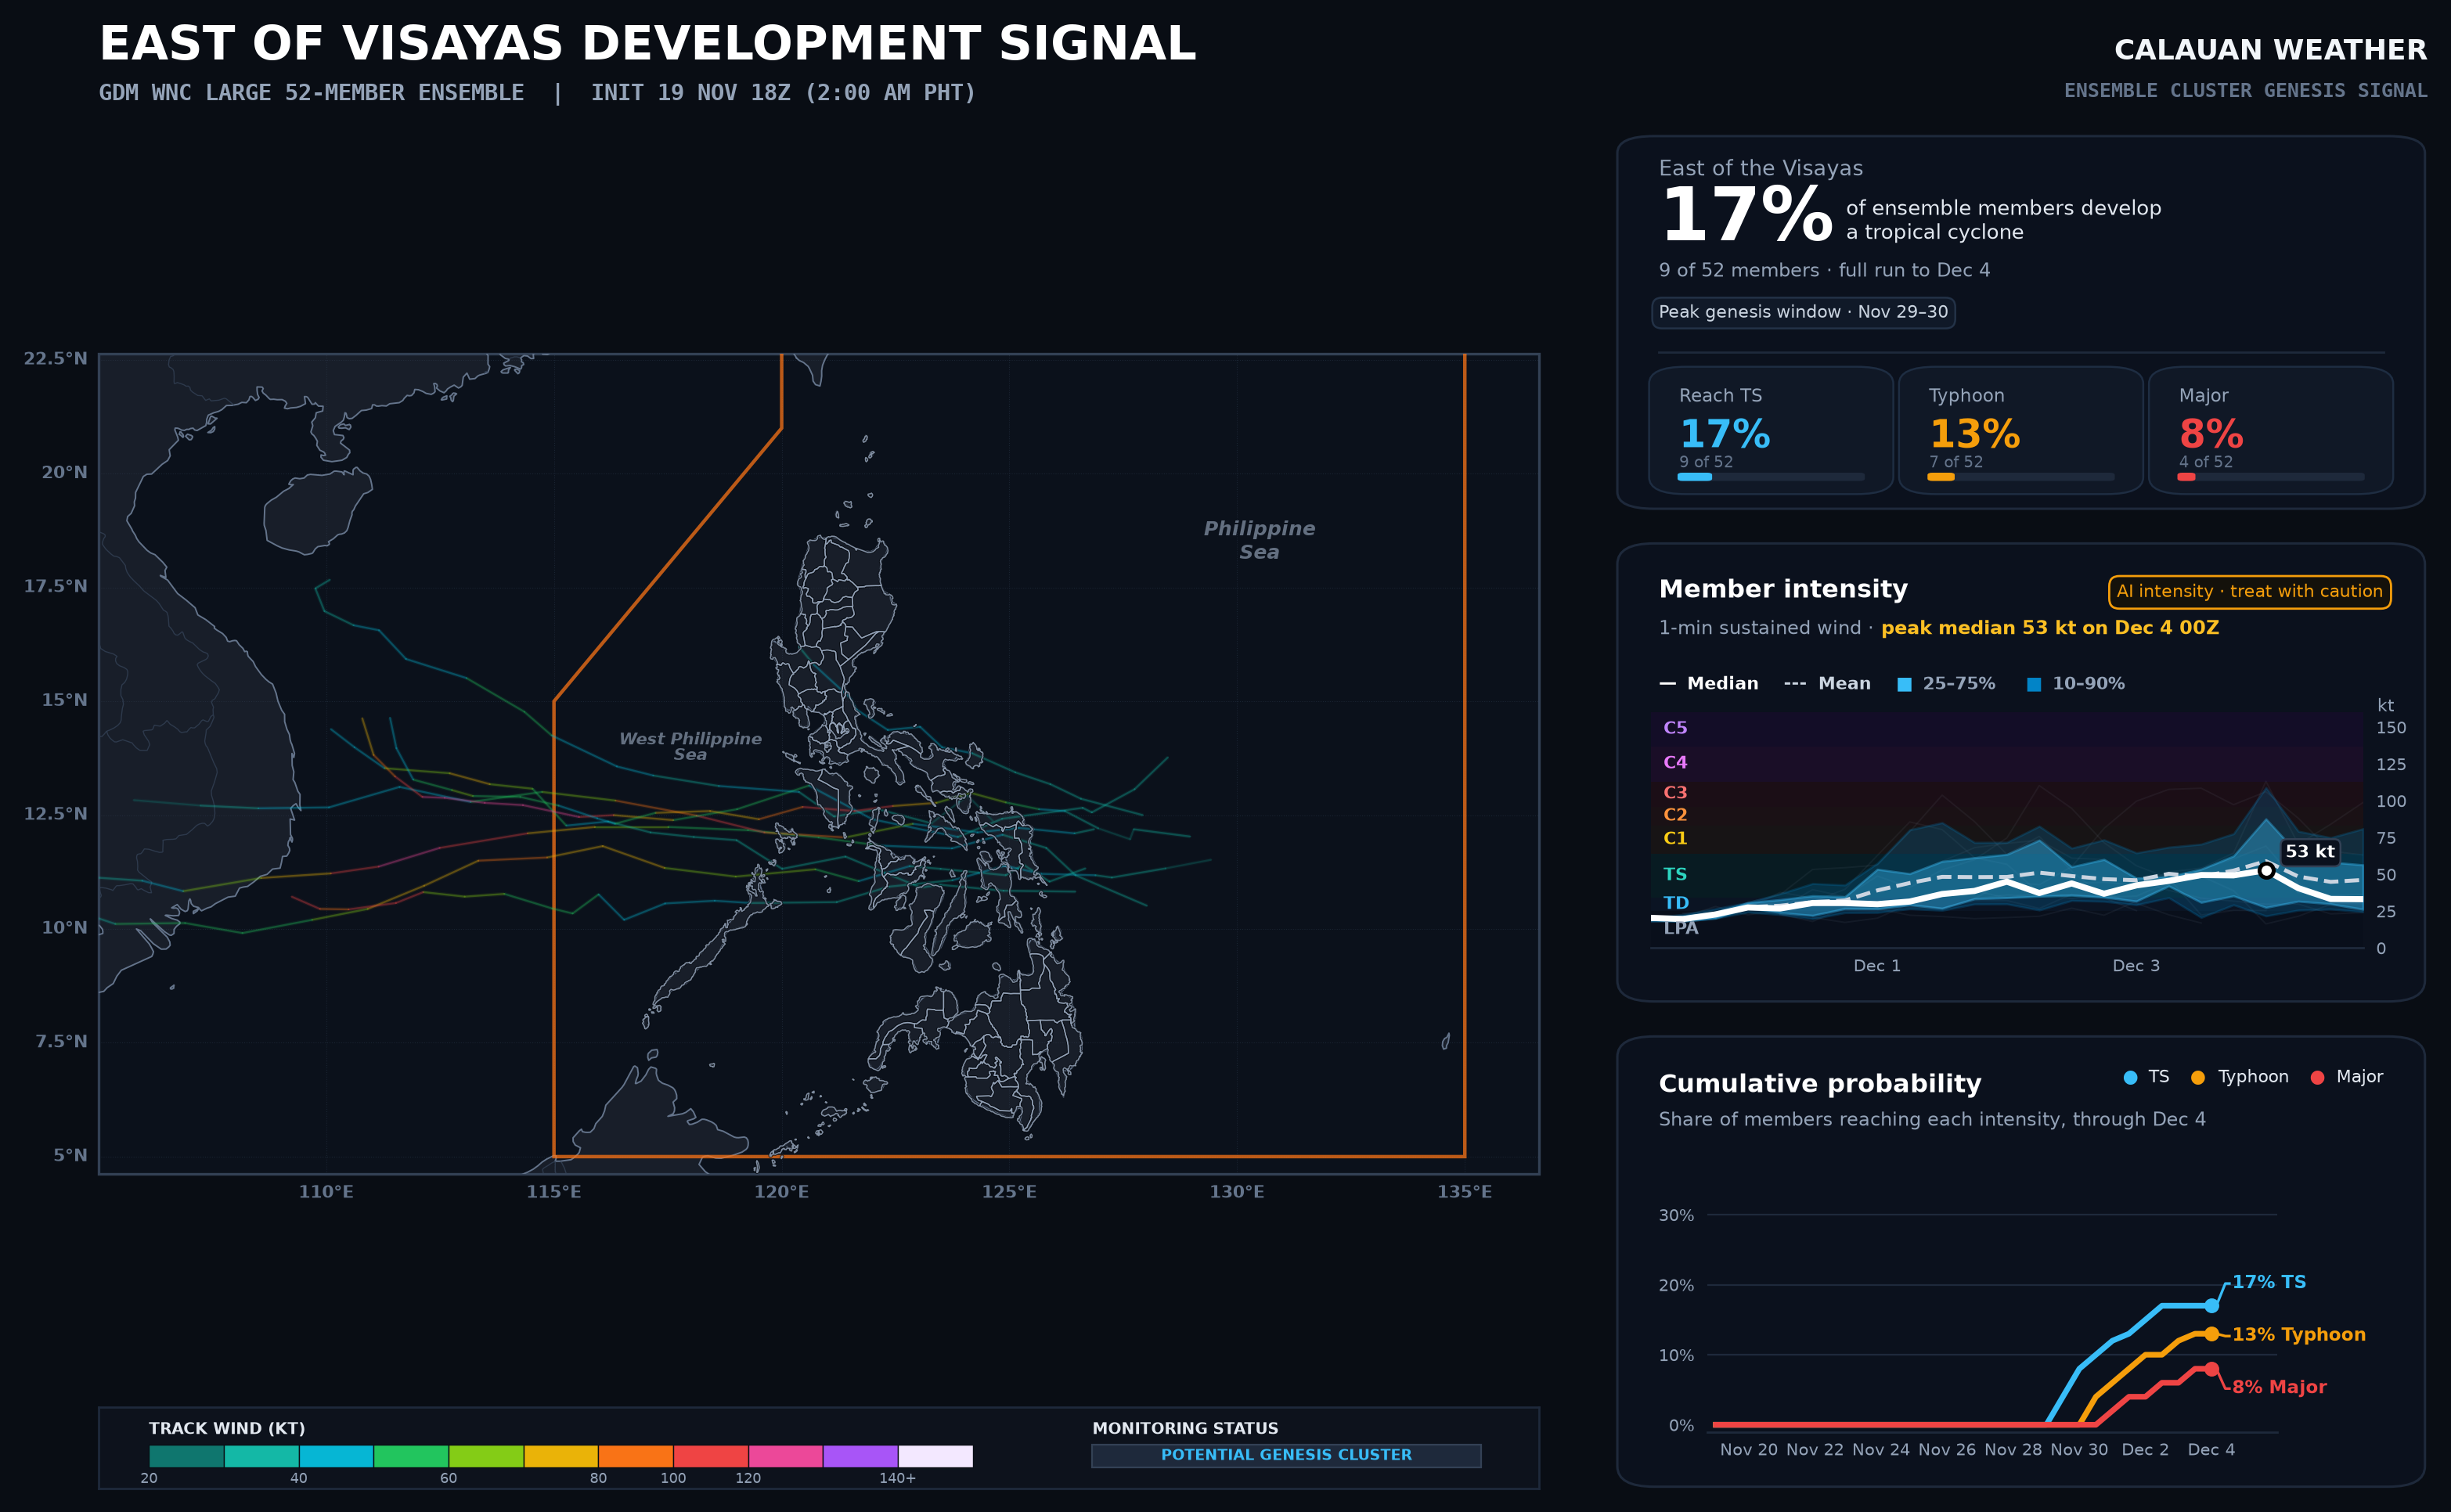 EAST OF VISAYAS DEVELOPMENT SIGNAL
GDM WNC LARGE 52-MEMBER ENSEMBLE | INIT 19 NOV 18Z (2:00 AM PHT)
CALAUAN WEATHER
ENSEMBLE CLUSTER GENESIS SIGNAL
22.5°N
20°N
17.5°N
15°N
12.5°N
10°N
7.5°N
5°N
110°E
115°E
120°E
125°E
130°E
135°E
Philippine
Sea
West Philippine
Sea
TRACK WIND (KT)
20
40
60
80
100
120
140+
MONITORING STATUS
POTENTIAL GENESIS CLUSTER
East of the Visayas
17%
of ensemble members develop
a tropical cyclone
9 of 52 members · full run to Dec 4
Peak genesis window · Nov 29–30
Reach TS
17%
9 of 52
Typhoon
13%
7 of 52
Major
8%
4 of 52
Member intensity
AI intensity · treat with caution
1-min sustained wind · peak median 53 kt on Dec 4 00Z
Median
Mean
25–75%
10–90%
kt
C5
C4
C3
C2
C1
TS
TD
LPA
150
125
100
75
50
25
0
53 kt
Dec 1
Dec 3
Cumulative probability
TS
Typhoon
Major
Share of members reaching each intensity, through Dec 4
30%
20%
10%
0%
17% TS
13% Typhoon
8% Major
Nov 20
Nov 22
Nov 24
Nov 26
Nov 28
Nov 30
Dec 2
Dec 4